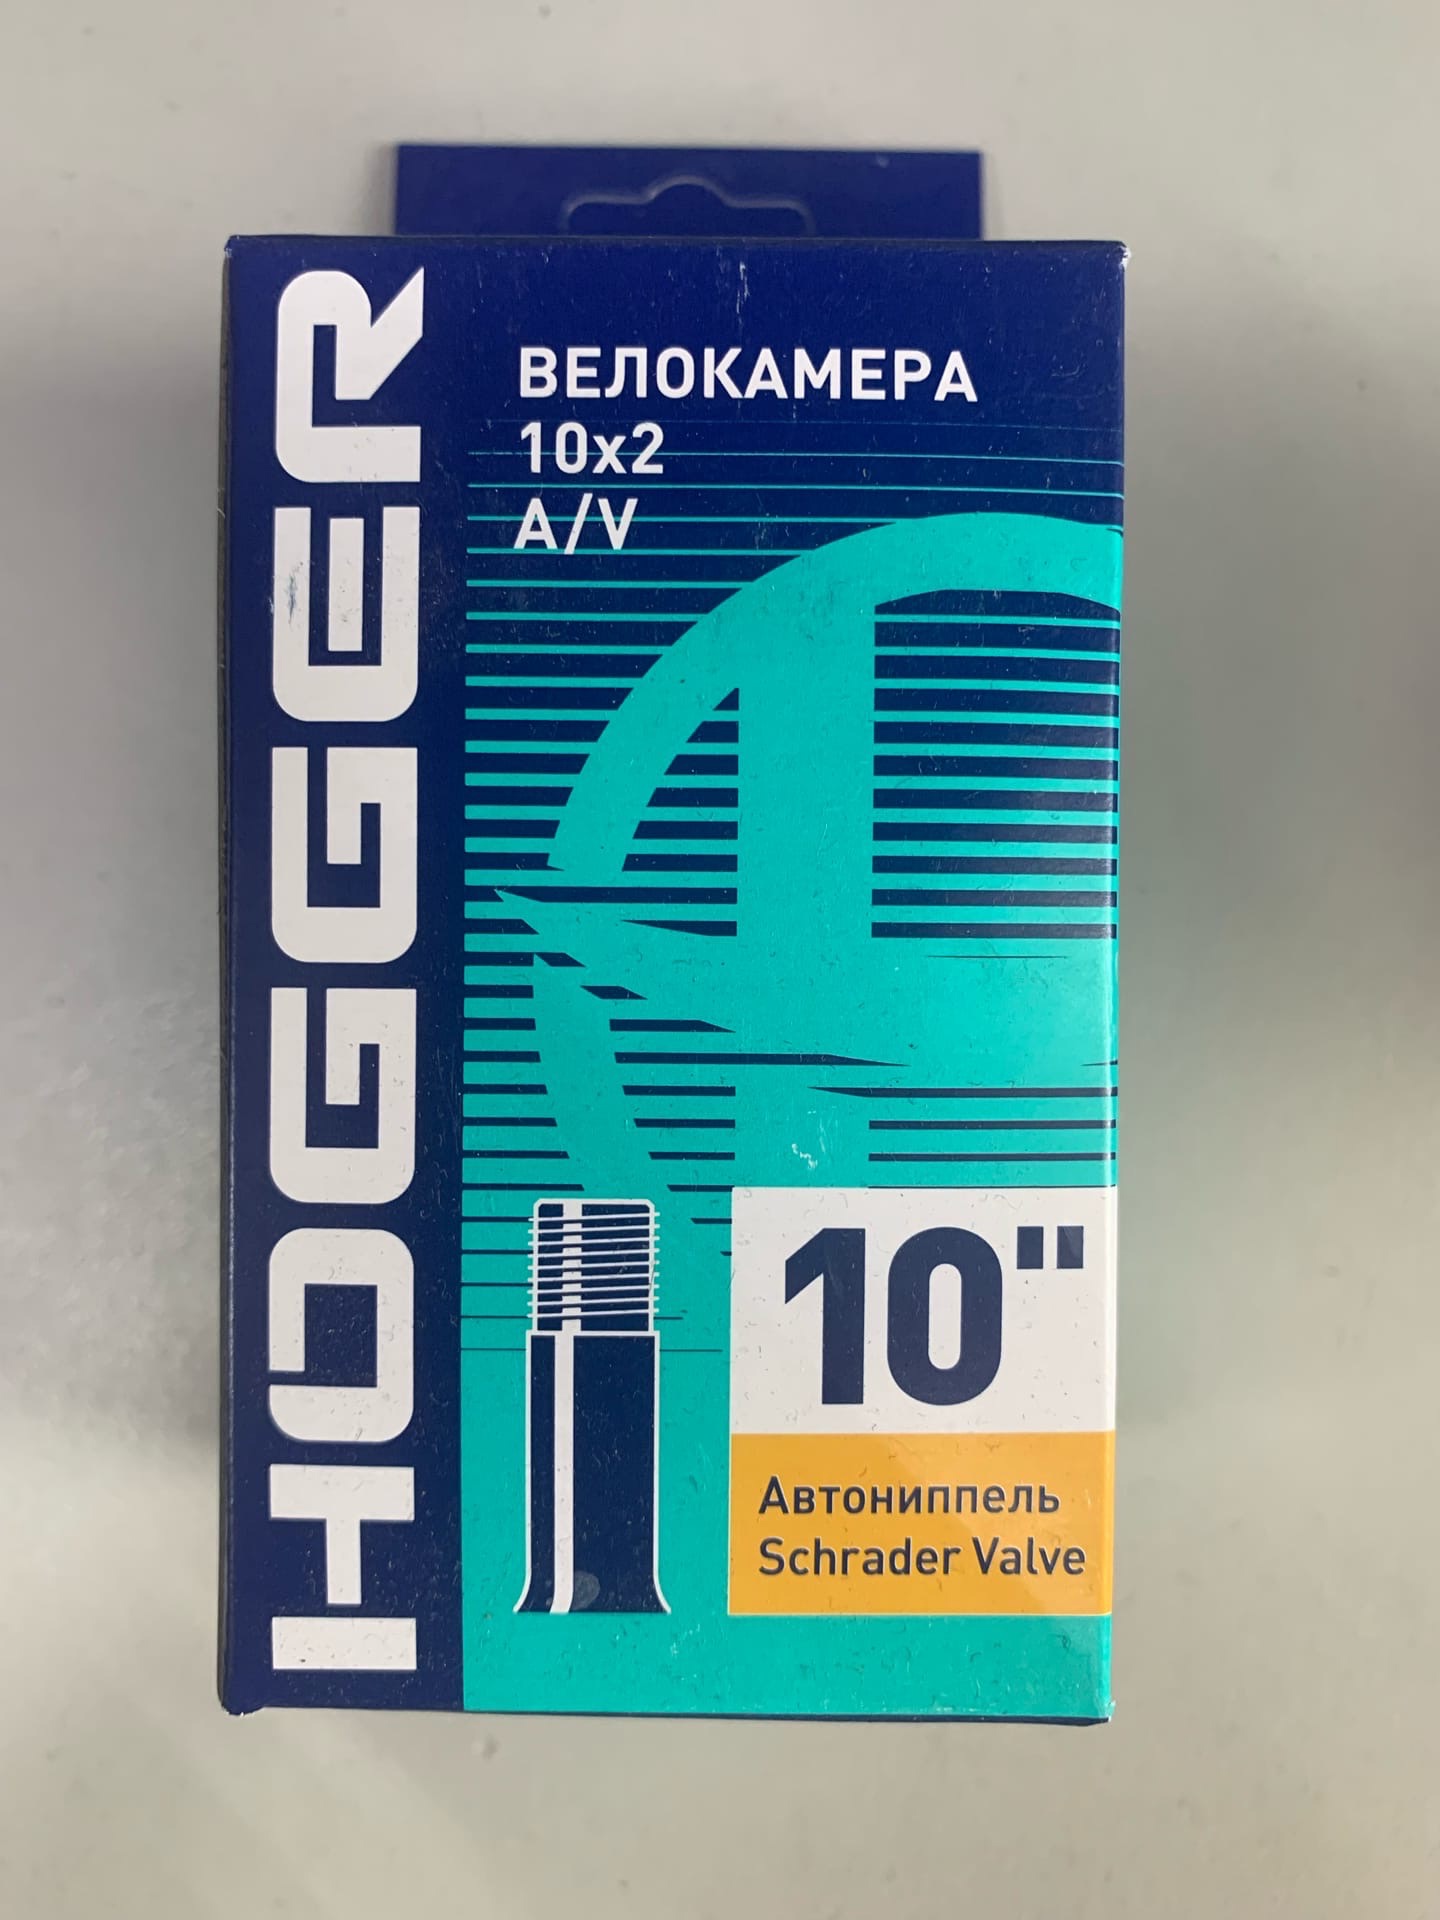 HOGGER
ВЕЛОКАМЕРА
10x2
A/V
10"
Автониппель
Schrader Valve